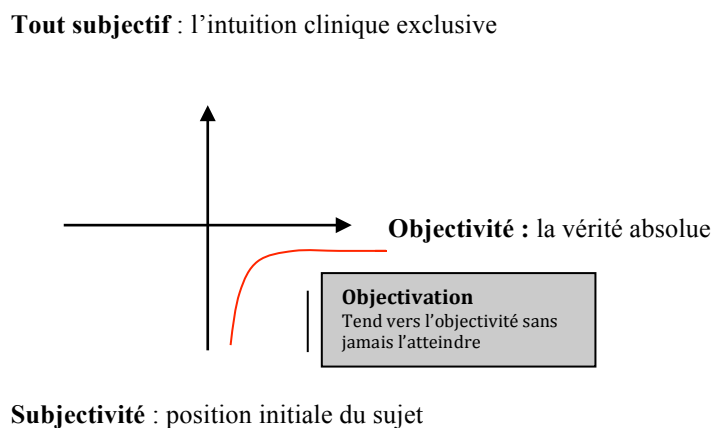 Tout subjectif : l’intuition clinique exclusive
Objectivité : la vérité absolue
Objectivation
Tend vers l’objectivité sans
jamais l’atteindre
Subjectivité : position initiale du sujet